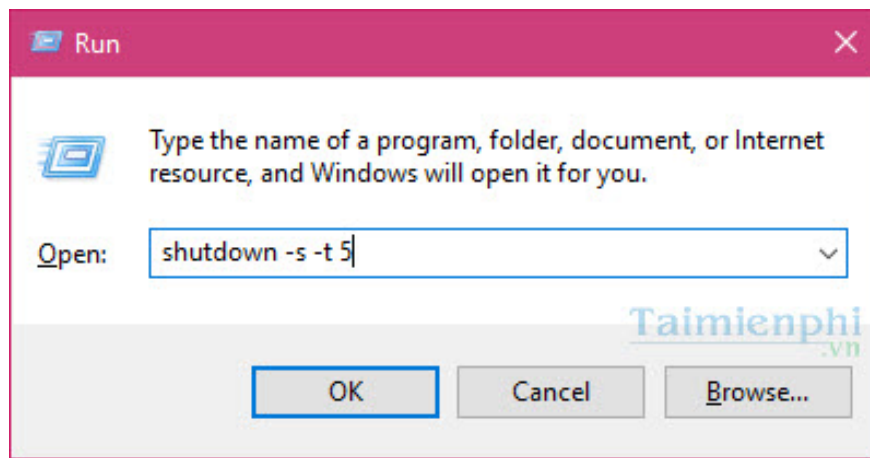 Run
Type the name of a program, folder, document, or Internet
resource, and Windows will open it for you.
Open: shutdown -s -t 5
Taimienphi
.vn
OK Cancel Browse...